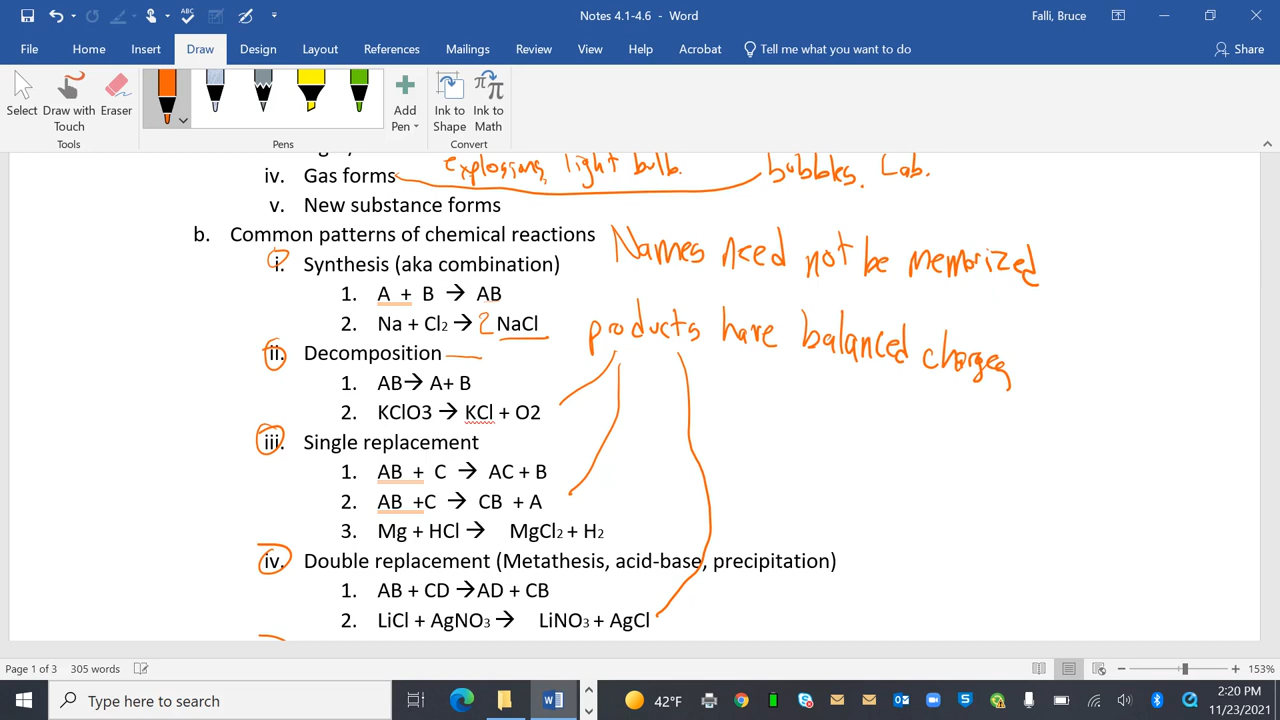 Notes 4.1-4.6 - Word
Falli, Bruce
File Home Insert Draw Design Layout References Mailings Review View Help Acrobat Tell me what you want to do Share
Select Draw with Touch Eraser Add Pen Ink to Shape Ink to Math
Tools Pens Convert
explosions, light bulb. bubbles. Lab.
iv. Gas forms
v. New substance forms
b. Common patterns of chemical reactions
Names need not be memorized
i. Synthesis (aka combination)
1. A + B → AB
2. Na + Cl₂ → 2 NaCl
products have balanced charges
ii. Decomposition
1. AB→ A+ B
2. KClO3 → KCl + O2
iii. Single replacement
1. AB + C → AC + B
2. AB +C → CB + A
3. Mg + HCl → MgCl₂ + H₂
iv. Double replacement (Metathesis, acid-base, precipitation)
1. AB + CD →AD + CB
2. LiCl + AgNO₃ → LiNO₃ + AgCl
Page 1 of 3 305 words 153%
Type here to search 42°F 2:20 PM
11/23/2021